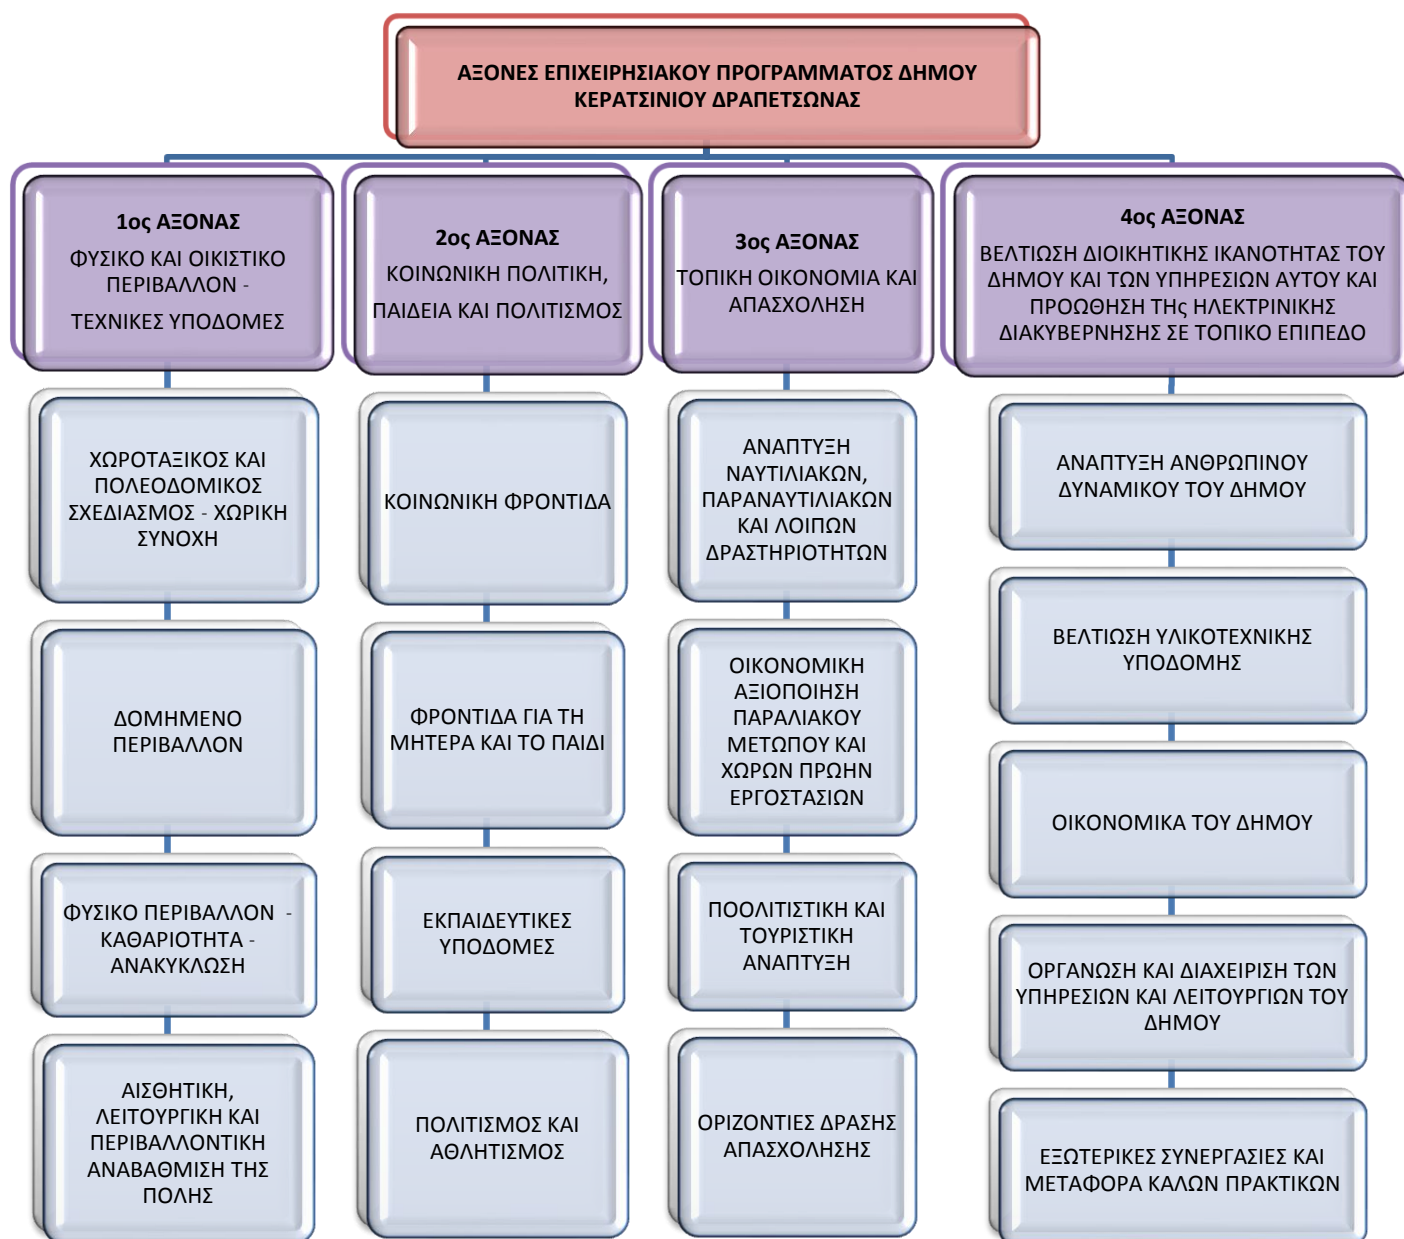 ΑΞΟΝΕΣ ΕΠΙΧΕΙΡΗΣΙΑΚΟΥ ΠΡΟΓΡΑΜΜΑΤΟΣ ΔΗΜΟΥ
ΚΕΡΑΤΣΙΝΙΟΥ ΔΡΑΠΕΤΣΩΝΑΣ
1ος ΑΞΟΝΑΣ
ΦΥΣΙΚΟ ΚΑΙ ΟΙΚΙΣΤΙΚΟ
ΠΕΡΙΒΑΛΛΟΝ -
ΤΕΧΝΙΚΕΣ ΥΠΟΔΟΜΕΣ
ΧΩΡΟΤΑΞΙΚΟΣ ΚΑΙ
ΠΟΛΕΟΔΟΜΙΚΟΣ
ΣΧΕΔΙΑΣΜΟΣ - ΧΩΡΙΚΗ
ΣΥΝΟΧΗ
ΔΟΜΗΜΕΝΟ
ΠΕΡΙΒΑΛΛΟΝ
ΦΥΣΙΚΟ ΠΕΡΙΒΑΛΛΟΝ -
ΚΑΘΑΡΙΟΤΗΤΑ -
ΑΝΑΚΥΚΛΩΣΗ
ΑΙΣΘΗΤΙΚΗ,
ΛΕΙΤΟΥΡΓΙΚΗ ΚΑΙ
ΠΕΡΙΒΑΛΛΟΝΤΙΚΗ
ΑΝΑΒΑΘΜΙΣΗ ΤΗΣ
ΠΟΛΗΣ
2ος ΑΞΟΝΑΣ
ΚΟΙΝΩΝΙΚΗ ΠΟΛΙΤΙΚΗ,
ΠΑΙΔΕΙΑ ΚΑΙ ΠΟΛΙΤΙΣΜΟΣ
ΚΟΙΝΩΝΙΚΗ ΦΡΟΝΤΙΔΑ
ΦΡΟΝΤΙΔΑ ΓΙΑ ΤΗ
ΜΗΤΕΡΑ ΚΑΙ ΤΟ ΠΑΙΔΙ
ΕΚΠΑΙΔΕΥΤΙΚΕΣ
ΥΠΟΔΟΜΕΣ
ΠΟΛΙΤΙΣΜΟΣ ΚΑΙ
ΑΘΛΗΤΙΣΜΟΣ
3ος ΑΞΟΝΑΣ
ΤΟΠΙΚΗ ΟΙΚΟΝΟΜΙΑ ΚΑΙ
ΑΠΑΣΧΟΛΗΣΗ
ΑΝΑΠΤΥΞΗ
ΝΑΥΤΙΛΙΑΚΩΝ,
ΠΑΡΑΝΑΥΤΙΛΙΑΚΩΝ
ΚΑΙ ΛΟΙΠΩΝ
ΔΡΑΣΤΗΡΙΟΤΗΤΩΝ
ΟΙΚΟΝΟΜΙΚΗ
ΑΞΙΟΠΟΙΗΣΗ
ΠΑΡΑΛΙΑΚΟΥ
ΜΕΤΩΠΟΥ ΚΑΙ
ΧΩΡΩΝ ΠΡΩΗΝ
ΕΡΓΟΣΤΑΣΙΩΝ
ΠΟΟΛΙΤΙΣΤΙΚΗ ΚΑΙ
ΤΟΥΡΙΣΤΙΚΗ
ΑΝΑΠΤΥΞΗ
ΟΡΙΖΟΝΤΙΕΣ ΔΡΑΣΗΣ
ΑΠΑΣΧΟΛΗΣΗΣ
4ος ΑΞΟΝΑΣ
ΒΕΛΤΙΩΣΗ ΔΙΟΙΚΗΤΙΚΗΣ ΙΚΑΝΟΤΗΤΑΣ ΤΟΥ
ΔΗΜΟΥ ΚΑΙ ΤΩΝ ΥΠΗΡΕΣΙΩΝ ΑΥΤΟΥ ΚΑΙ
ΠΡΟΩΘΗΣΗ ΤΗς ΗΛΕΚΤΡΙΝΙΚΗΣ
ΔΙΑΚΥΒΕΡΝΗΣΗΣ ΣΕ ΤΟΠΙΚΟ ΕΠΙΠΕΔΟ
ΑΝΑΠΤΥΞΗ ΑΝΘΡΩΠΙΝΟΥ
ΔΥΝΑΜΙΚΟΥ ΤΟΥ ΔΗΜΟΥ
ΒΕΛΤΙΩΣΗ ΥΛΙΚΟΤΕΧΝΙΚΗΣ
ΥΠΟΔΟΜΗΣ
ΟΙΚΟΝΟΜΙΚΑ ΤΟΥ ΔΗΜΟΥ
ΟΡΓΑΝΩΣΗ ΚΑΙ ΔΙΑΧΕΙΡΙΣΗ ΤΩΝ
ΥΠΗΡΕΣΙΩΝ ΚΑΙ ΛΕΙΤΟΥΡΓΙΩΝ ΤΟΥ
ΔΗΜΟΥ
ΕΞΩΤΕΡΙΚΕΣ ΣΥΝΕΡΓΑΣΙΕΣ ΚΑΙ
ΜΕΤΑΦΟΡΑ ΚΑΛΩΝ ΠΡΑΚΤΙΚΩΝ